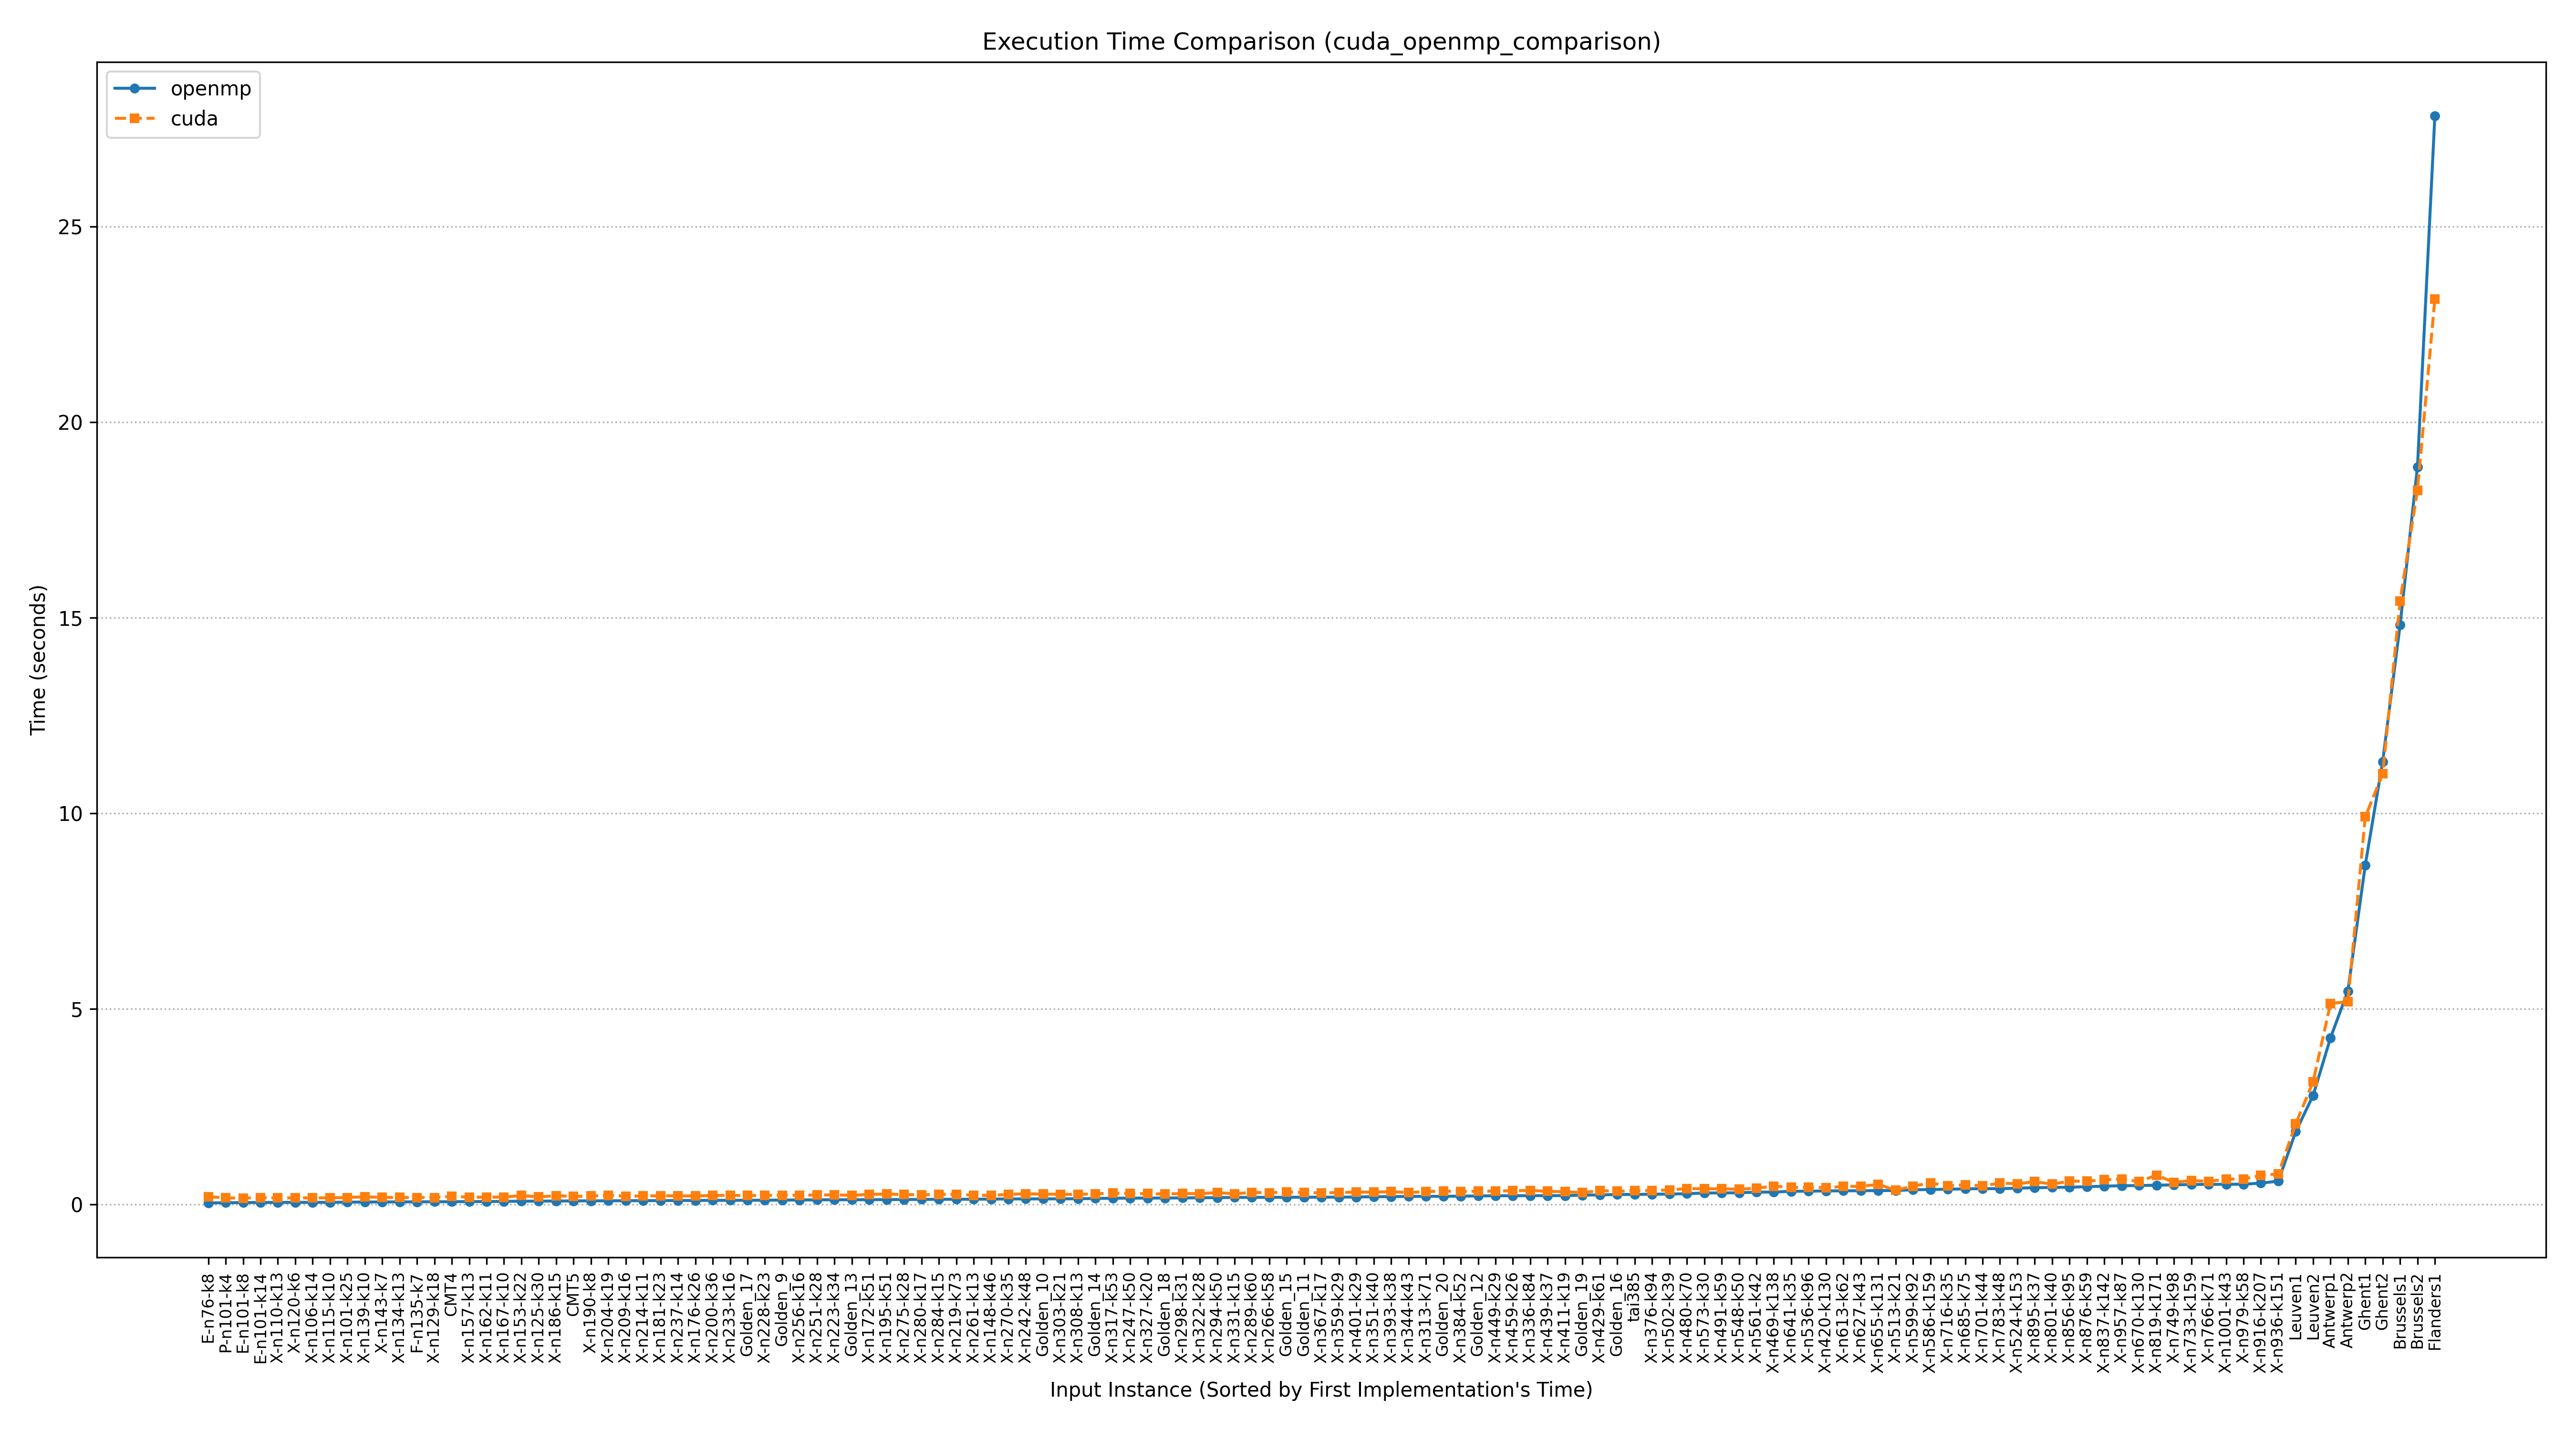 Execution Time Comparison (cuda_openmp_comparison)
openmp
cuda
25
20
15
10
5
0
Time (seconds)
E-n76-k8
P-n101-k4
E-n101-k8
E-n101-k14
X-n110-k13
X-n120-k6
X-n106-k14
X-n115-k10
X-n101-k25
X-n139-k10
X-n143-k7
X-n134-k13
F-n135-k7
X-n129-k18
CMT4
X-n157-k13
X-n162-k11
X-n167-k10
X-n153-k22
X-n125-k30
X-n186-k15
CMT5
X-n190-k8
X-n204-k19
X-n209-k16
X-n214-k11
X-n181-k23
X-n237-k14
X-n176-k26
X-n200-k36
X-n233-k16
Golden_17
X-n228-k23
Golden_9
X-n256-k16
X-n251-k28
X-n223-k34
Golden_13
X-n172-k51
X-n195-k51
X-n275-k28
X-n280-k17
X-n284-k15
X-n219-k73
X-n261-k13
X-n148-k46
X-n270-k35
X-n242-k48
Golden_10
X-n303-k21
X-n308-k13
Golden_14
X-n317-k53
X-n247-k50
X-n327-k20
Golden_18
X-n298-k31
X-n322-k28
X-n294-k50
X-n331-k15
X-n289-k60
X-n266-k58
Golden_15
Golden_11
X-n367-k17
X-n359-k29
X-n401-k29
X-n351-k40
X-n393-k38
X-n344-k43
X-n313-k71
Golden_20
X-n384-k52
Golden_12
X-n449-k29
X-n459-k26
X-n336-k84
X-n439-k37
X-n411-k19
Golden_19
X-n429-k61
Golden_16
tai385
X-n376-k94
X-n502-k39
X-n480-k70
X-n573-k30
X-n491-k59
X-n548-k50
X-n561-k42
X-n469-k138
X-n641-k35
X-n536-k96
X-n420-k130
X-n613-k62
X-n627-k43
X-n655-k131
X-n513-k21
X-n599-k92
X-n586-k159
X-n716-k35
X-n685-k75
X-n701-k44
X-n783-k48
X-n524-k153
X-n895-k37
X-n801-k40
X-n856-k95
X-n876-k59
X-n837-k142
X-n957-k87
X-n670-k130
X-n819-k171
X-n749-k98
X-n733-k159
X-n766-k71
X-n1001-k43
X-n979-k58
X-n916-k207
X-n936-k151
Leuven1
Leuven2
Antwerp1
Antwerp2
Ghent1
Ghent2
Brussels1
Brussels2
Flanders1
Input Instance (Sorted by First Implementation's Time)